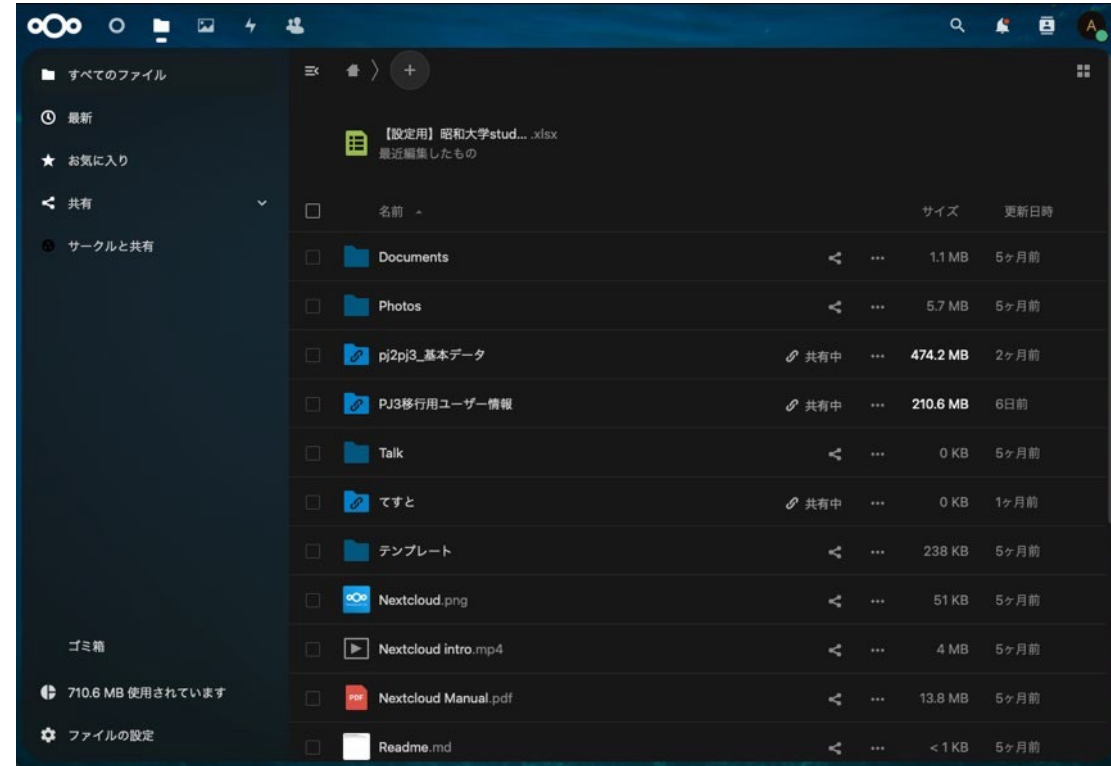 A
すべてのファイル
最新
お気に入り
共有
サークルと共有
ゴミ箱
710.6 MB 使用されています
ファイルの設定
【設定用】昭和大学stud... .xlsx
最近編集したもの
名前 サイズ 更新日時
Documents 1.1 MB 5ヶ月前
Photos 5.7 MB 5ヶ月前
pj2pj3_基本データ 共有中 474.2 MB 2ヶ月前
PJ3移行用ユーザー情報 共有中 210.6 MB 6日前
Talk 0 KB 5ヶ月前
てすと 共有中 0 KB 1ヶ月前
テンプレート 238 KB 5ヶ月前
Nextcloud.png 51 KB 5ヶ月前
Nextcloud intro.mp4 4 MB 5ヶ月前
PDF Nextcloud Manual.pdf 13.8 MB 5ヶ月前
Readme.md < 1 KB 5ヶ月前